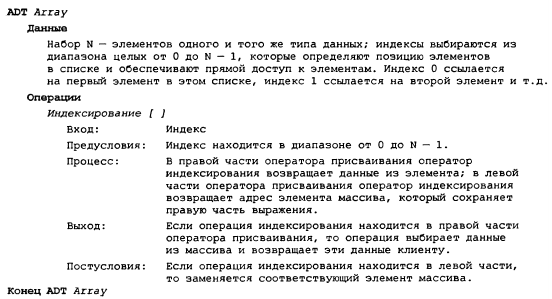 ADT Array
Данные
Набор N — элементов одного и того же типа данных; индексы выбираются из
диапазона целых от 0 до N — 1, которые определяют позицию элементов
в списке и обеспечивают прямой доступ к элементам. Индекс 0 ссылается
на первый элемент в этом списке, индекс 1 ссылается на второй элемент и т.д.
Операции
Индексирование [ ]
Вход: Индекс
Предусловия: Индекс находится в диапазоне от 0 до N — 1.
Процесс: В правой части оператора присваивания оператор
индексирования возвращает данные из элемента; в левой
части оператора присваивания оператор индексирования
возвращает адрес элемента массива, который сохраняет
правую часть выражения.
Выход: Если операция индексирования находится в правой части
оператора присваивания, то операция выбирает данные
из массива и возвращает эти данные клиенту.
Постусловия: Если операция индексирования находится в левой части,
то заменяется соответствующий элемент массива.
Конец ADT Array